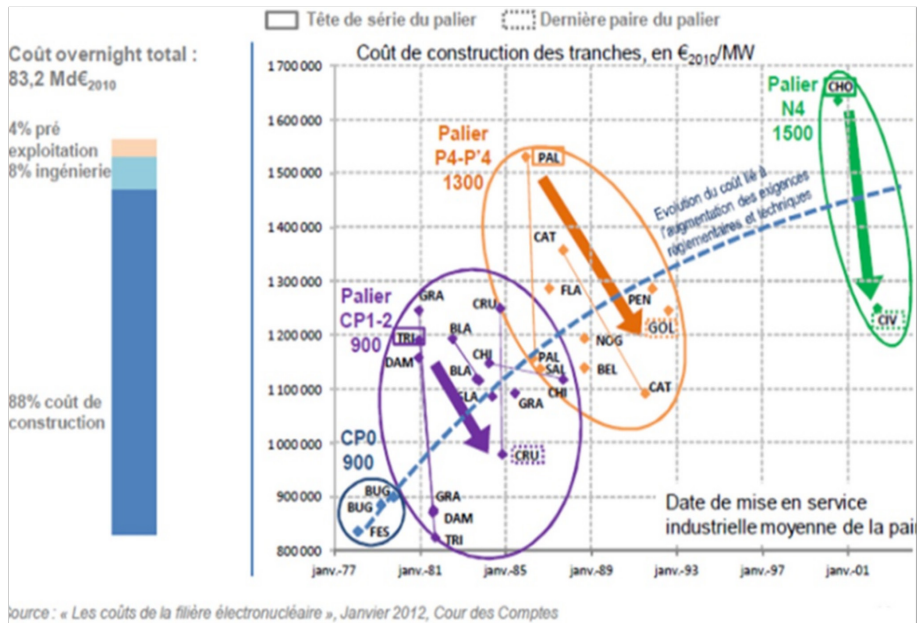 Tête de série du palier
Dernière paire du palier
Coût overnight total :
83,2 Md€2010
4% pré
exploitation
8% ingénierie
88% coût de
construction
Coût de construction des tranches, en €2010/MW
1 700 000
1 600 000
1 500 000
1 400 000
1 300 000
1 200 000
1 100 000
1 000 000
900 000
800 000
janv.-77
janv.-81
janv.-85
janv.-89
janv.-93
janv.-97
janv.-01
CP0
900
BUG
BUG
FES
Palier
CP1-2
900
GRA
TRI
DAM
BLA
BLA
CHI
CRU
GRA
CHI
CRU
GRA
DAM
TRI
Palier
P4-P'4
1300
PAL
CAT
FLA
PEN
GOL
NOG
PAL
SAL
BEL
CAT
Evolution du coût lié à
l'augmentation des exigences
réglementaires et techniques
Palier
N4
1500
CHO
CIV
Date de mise en service
industrielle moyenne de la pai
ource : « Les coûts de la filière électronucléaire », Janvier 2012, Cour des Comptes